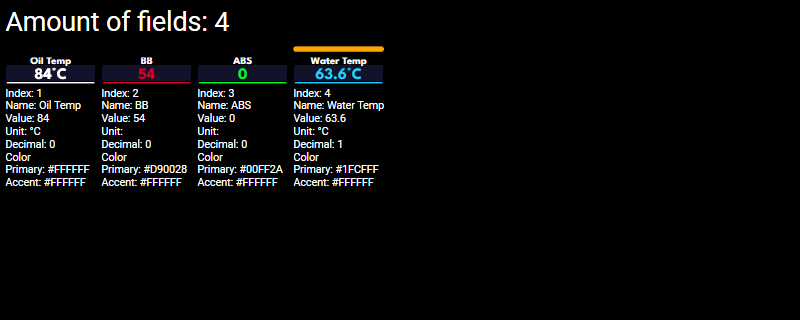 Amount of fields: 4
Oil Temp
84°C
Index: 1
Name: Oil Temp
Value: 84
Unit: °C
Decimal: 0
Color
Primary: #FFFFFF
Accent: #FFFFFF
BB
54
Index: 2
Name: BB
Value: 54
Unit:
Decimal: 0
Color
Primary: #D90028
Accent: #FFFFFF
ABS
0
Index: 3
Name: ABS
Value: 0
Unit:
Decimal: 0
Color
Primary: #00FF2A
Accent: #FFFFFF
Water Temp
63.6°C
Index: 4
Name: Water Temp
Value: 63.6
Unit: °C
Decimal: 1
Color
Primary: #1FCFFF
Accent: #FFFFFF